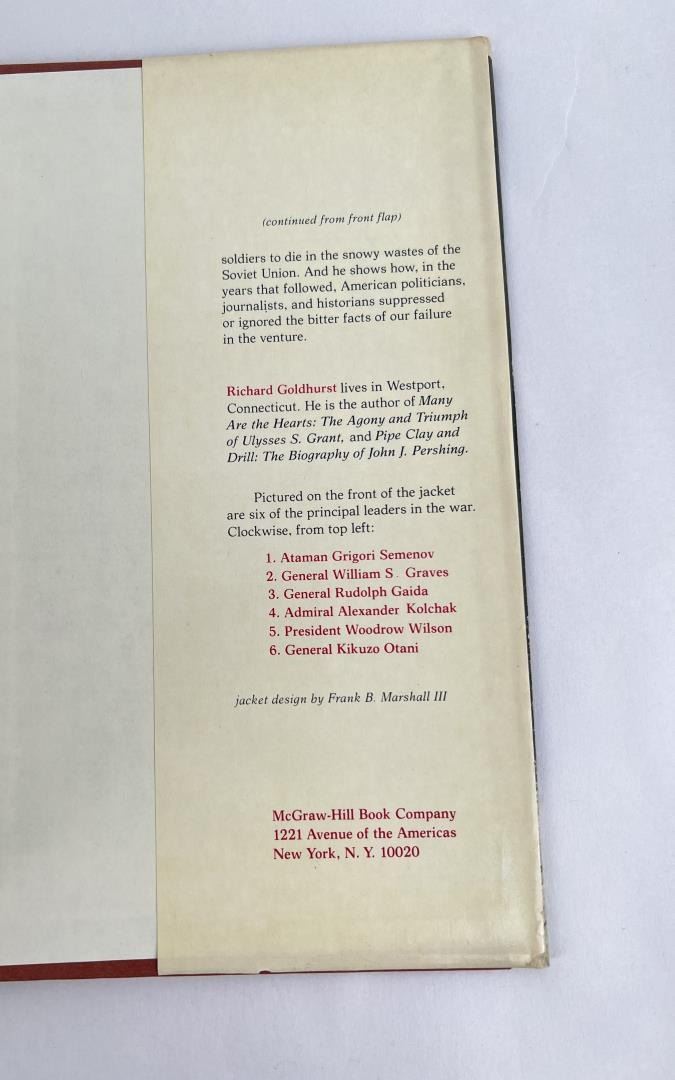 (continued from front flap)
soldiers to die in the snowy wastes of the
Soviet Union. And he shows how, in the
years that followed, American politicians,
journalists, and historians suppressed
or ignored the bitter facts of our failure
in the venture.
Richard Goldhurst lives in Westport,
Connecticut. He is the author of Many
Are the Hearts: The Agony and Triumph
of Ulysses S. Grant, and Pipe Clay and
Drill: The Biography of John J. Pershing.
Pictured on the front of the jacket
are six of the principal leaders in the war.
Clockwise, from top left:
1. Ataman Grigori Semenov
2. General William S. Graves
3. General Rudolph Gaida
4. Admiral Alexander Kolchak
5. President Woodrow Wilson
6. General Kikuzo Otani
jacket design by Frank B. Marshall III
McGraw-Hill Book Company
1221 Avenue of the Americas
New York, N. Y. 10020